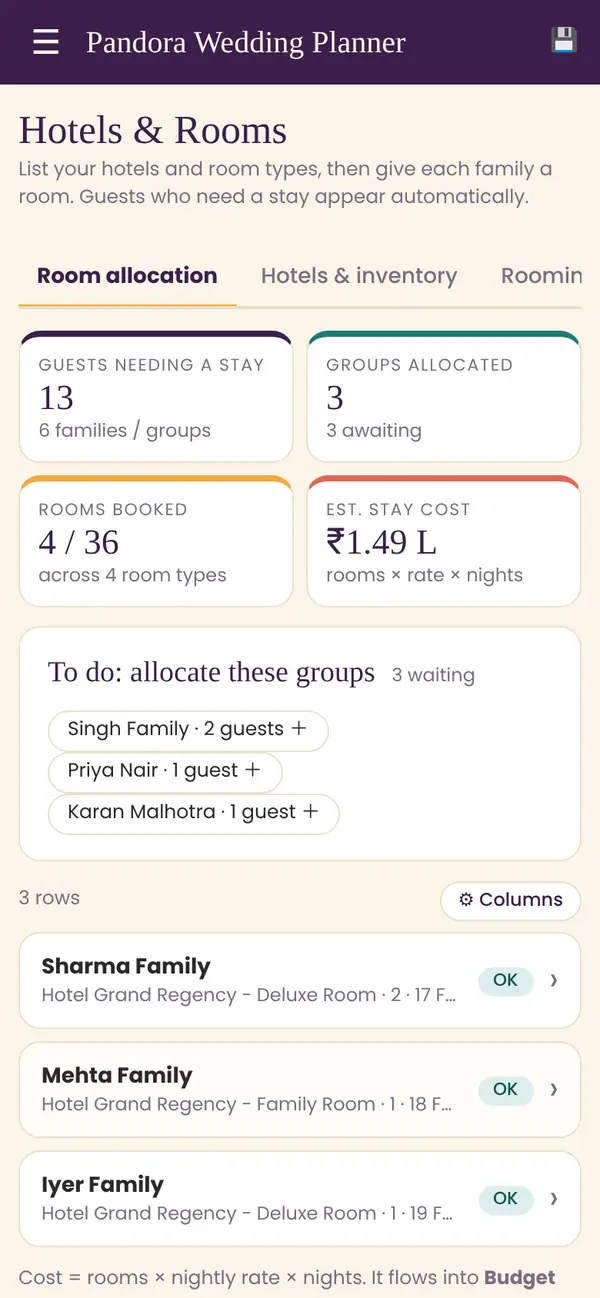 ☰ Pandora Wedding Planner 💾
Hotels & Rooms
List your hotels and room types, then give each family a
room. Guests who need a stay appear automatically.
Room allocation Hotels & inventory Roomin
GUESTS NEEDING A STAY
13
6 families / groups
GROUPS ALLOCATED
3
3 awaiting
ROOMS BOOKED
4 / 36
across 4 room types
EST. STAY COST
₹1.49 L
rooms × rate × nights
To do: allocate these groups 3 waiting
Singh Family · 2 guests +
Priya Nair · 1 guest +
Karan Malhotra · 1 guest +
3 rows ⚙ Columns
Sharma Family
Hotel Grand Regency - Deluxe Room · 2 · 17 F…
OK ›
Mehta Family
Hotel Grand Regency - Family Room · 1 · 18 F…
OK ›
Iyer Family
Hotel Grand Regency - Deluxe Room · 1 · 19 F…
OK ›
Cost = rooms × nightly rate × nights. It flows into Budget